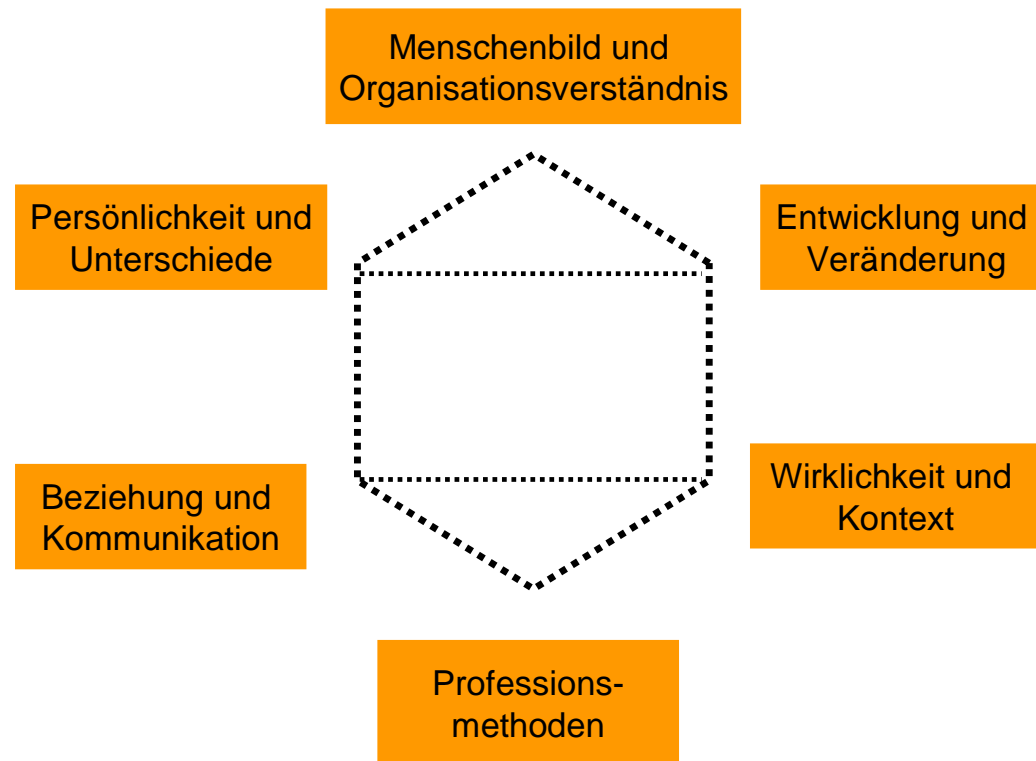 Menschenbild und
Organisationsverständnis
Persönlichkeit und
Unterschiede
Entwicklung und
Veränderung
Beziehung und
Kommunikation
Wirklichkeit und
Kontext
Professions-
methoden